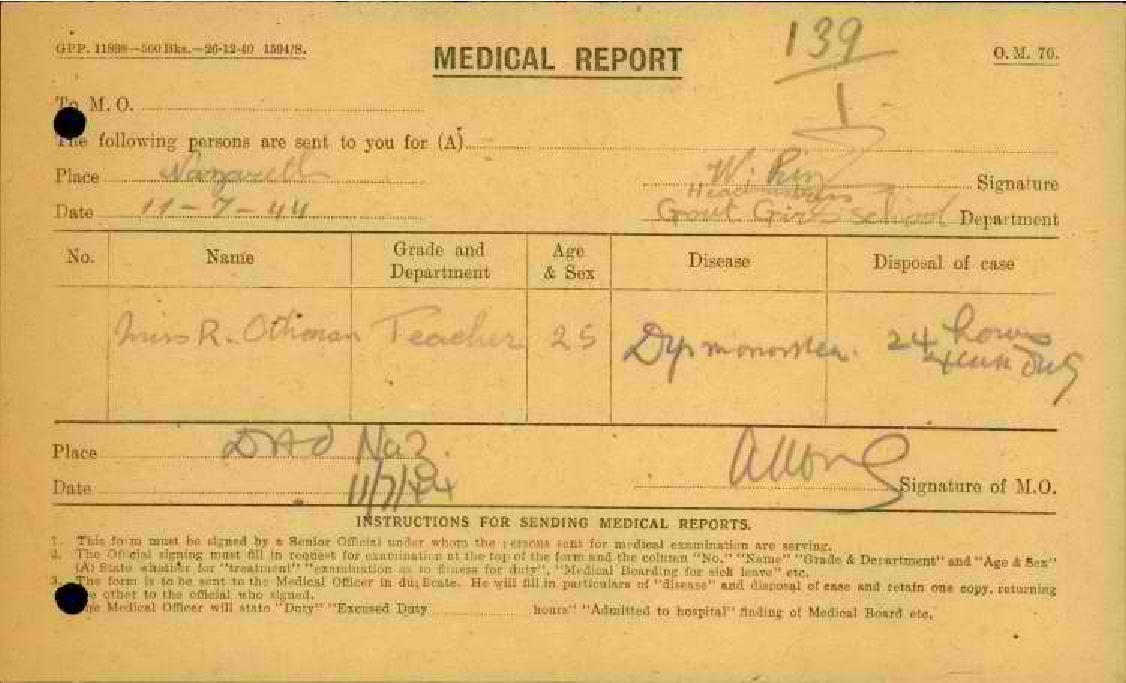 G.P.P. 11898—500 Bks.—26-12-40 1594/S.
139
1
MEDICAL REPORT
O. M. 70.
To M. O.
The following persons are sent to you for (A)
Place Nazareth
Signature
Date 11-7-44
Govt Girls School Department
No. Name Grade and Department Age & Sex Disease Disposal of case
Miss R. Othman Teacher 25 24 hours
Place DHO Naz.
Date 11/7/44
Signature of M.O.
INSTRUCTIONS FOR SENDING MEDICAL REPORTS.
1. This form must be signed by a Senior Official under whom the persons sent for medical examination are serving.
2. The Official signing must fill in request for examination at the top of the form and the column "No." "Name" "Grade & Department" and "Age & Sex"
(A) State whether for "treatment" "examination as to fitness for duty", "Medical Boarding for sick leave" etc.
3. The form is to be sent to the Medical Officer in duplicate. He will fill in particulars of "disease" and disposal of case and retain one copy, returning
the other to the official who signed.
The Medical Officer will state "Duty" "Excused Duty hours" "Admitted to hospital" finding of Medical Board etc.